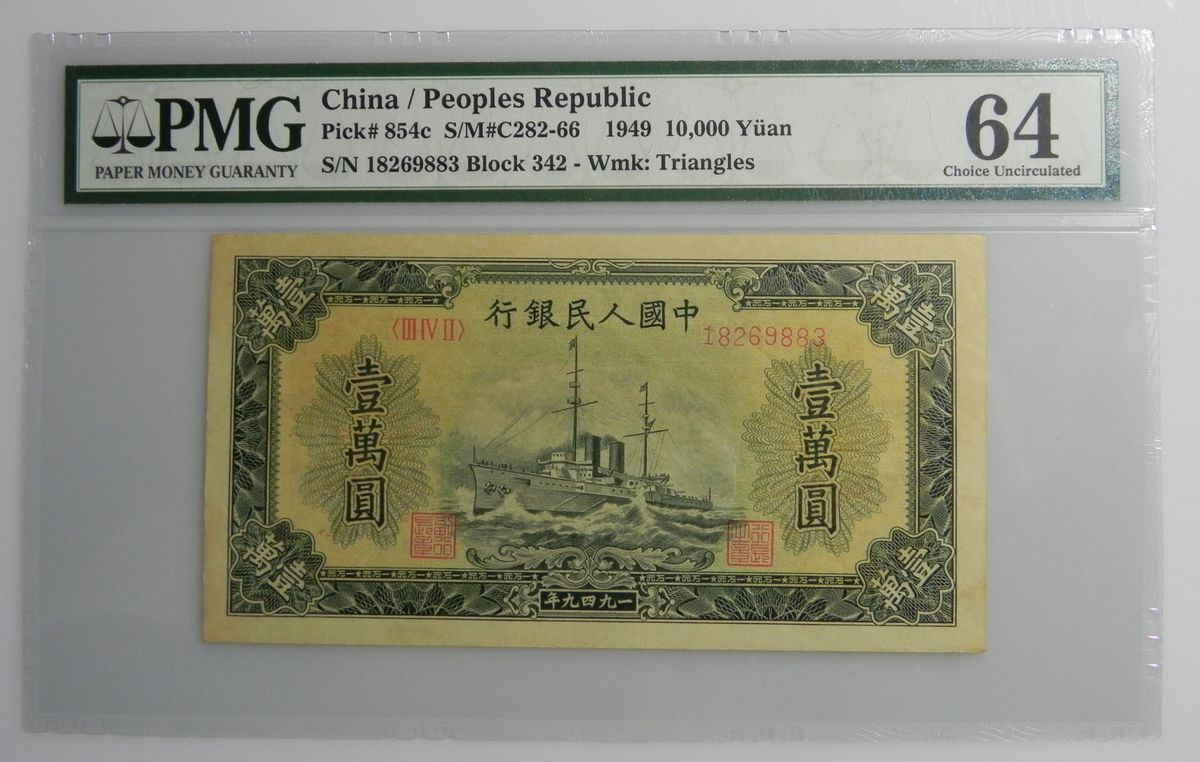 PMG
PAPER MONEY GUARANTY
China / Peoples Republic
Pick# 854c S/M#C282-66 1949 10,000 Yüan
S/N 18269883 Block 342 - Wmk: Triangles
64
Choice Uncirculated
壹萬
壹萬
中國人民銀行
〈III IV II〉
18269883
壹萬圓
壹萬圓
壹萬
壹萬
一九四九年